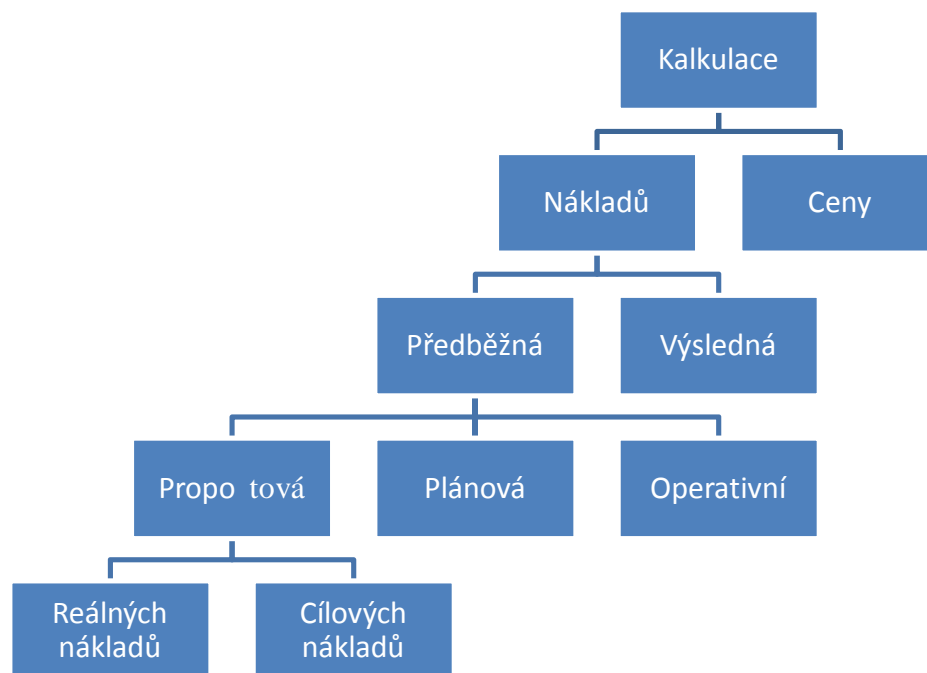 Kalkulace
Nákladů
Ceny
Předběžná
Výsledná
Propo tová
Plánová
Operativní
Reálných
nákladů
Cílových
nákladů